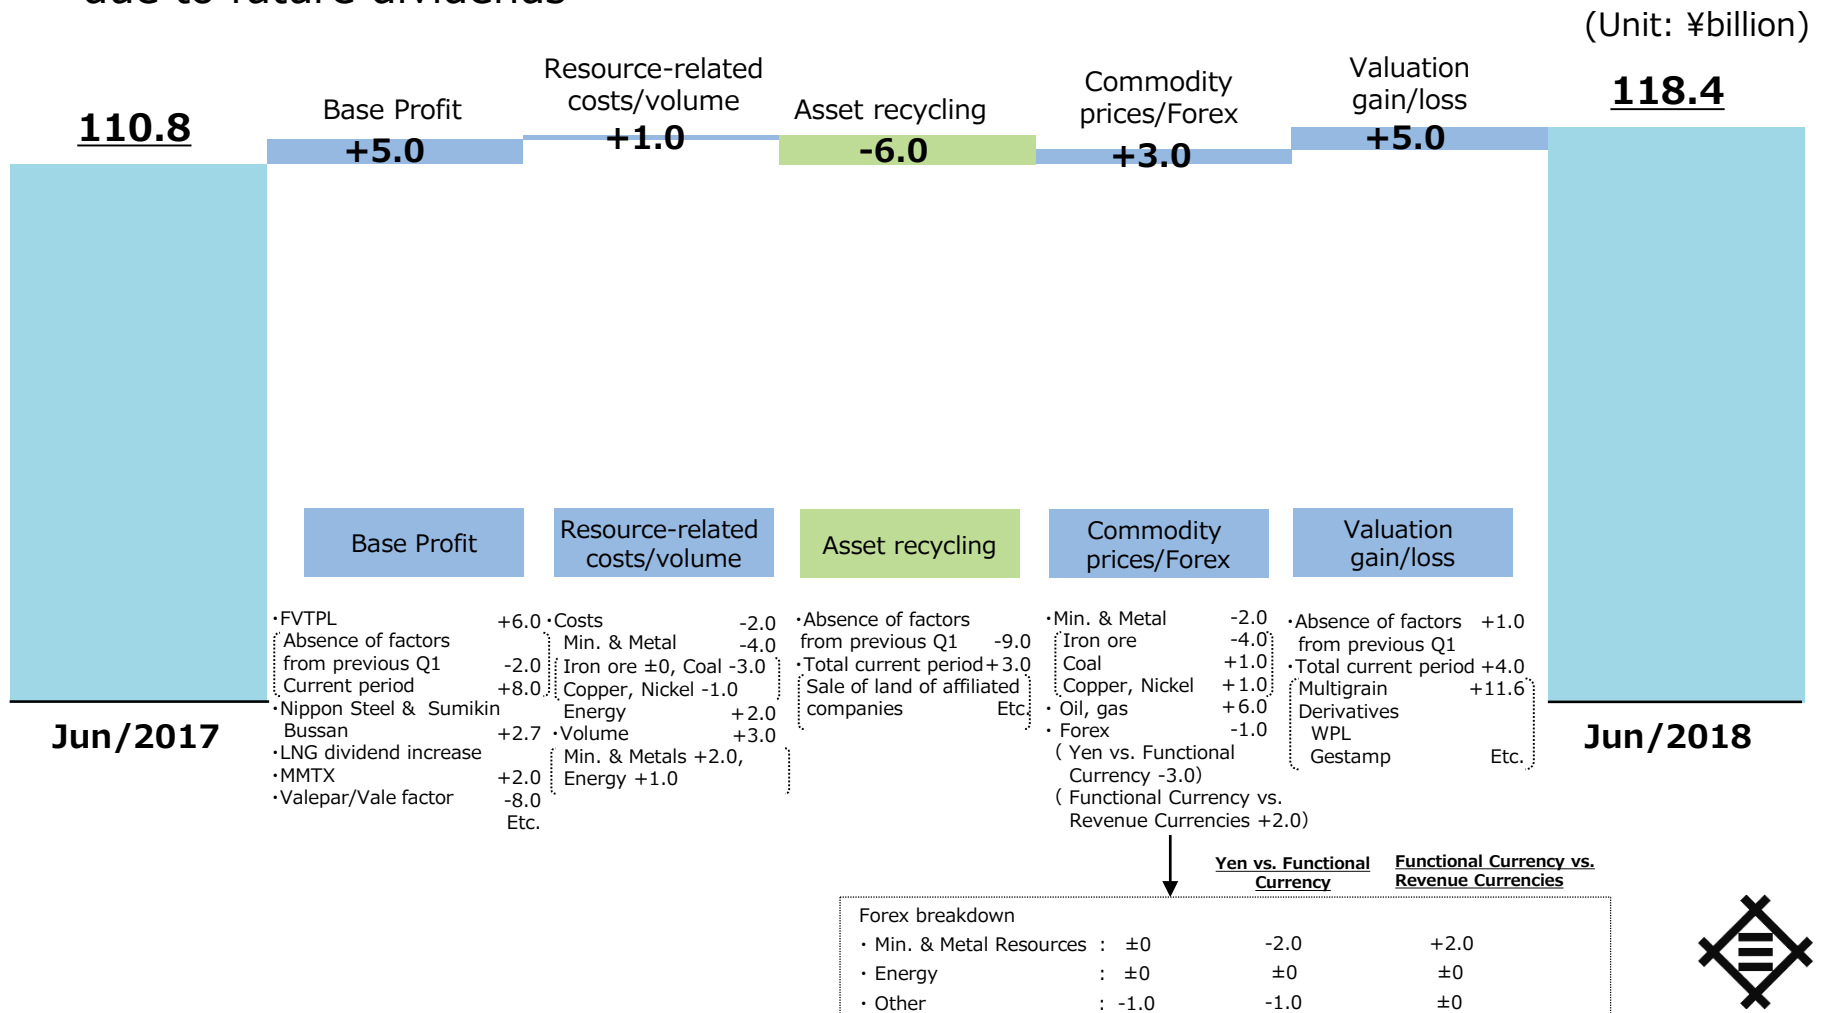 due to future dividends
(Unit: ¥billion)
110.8
Base Profit
+5.0
Resource-related
costs/volume
+1.0
Asset recycling
-6.0
Commodity
prices/Forex
+3.0
Valuation
gain/loss
+5.0
118.4
Jun/2017
Jun/2018
Base Profit
・FVTPL +6.0
Absence of factors
from previous Q1 -2.0
Current period +8.0
・Nippon Steel & Sumikin
Bussan +2.7
・LNG dividend increase
・MMTX +2.0
・Valepar/Vale factor -8.0
Etc.
Resource-related
costs/volume
・Costs -2.0
Min. & Metal -4.0
Iron ore ±0, Coal -3.0
Copper, Nickel -1.0
Energy +2.0
・Volume +3.0
Min. & Metals +2.0,
Energy +1.0
Asset recycling
・Absence of factors
from previous Q1 -9.0
・Total current period+3.0
Sale of land of affiliated
companies Etc.
Commodity
prices/Forex
・Min. & Metal -2.0
Iron ore -4.0
Coal +1.0
Copper, Nickel +1.0
・Oil, gas +6.0
・Forex -1.0
( Yen vs. Functional
Currency -3.0)
( Functional Currency vs.
Revenue Currencies +2.0)
Valuation
gain/loss
・Absence of factors +1.0
from previous Q1
・Total current period +4.0
Multigrain +11.6
Derivatives
WPL
Gestamp Etc.
Yen vs. Functional
Currency
Functional Currency vs.
Revenue Currencies
Forex breakdown
・Min. & Metal Resources : ±0 -2.0 +2.0
・Energy : ±0 ±0 ±0
・Other : -1.0 -1.0 ±0